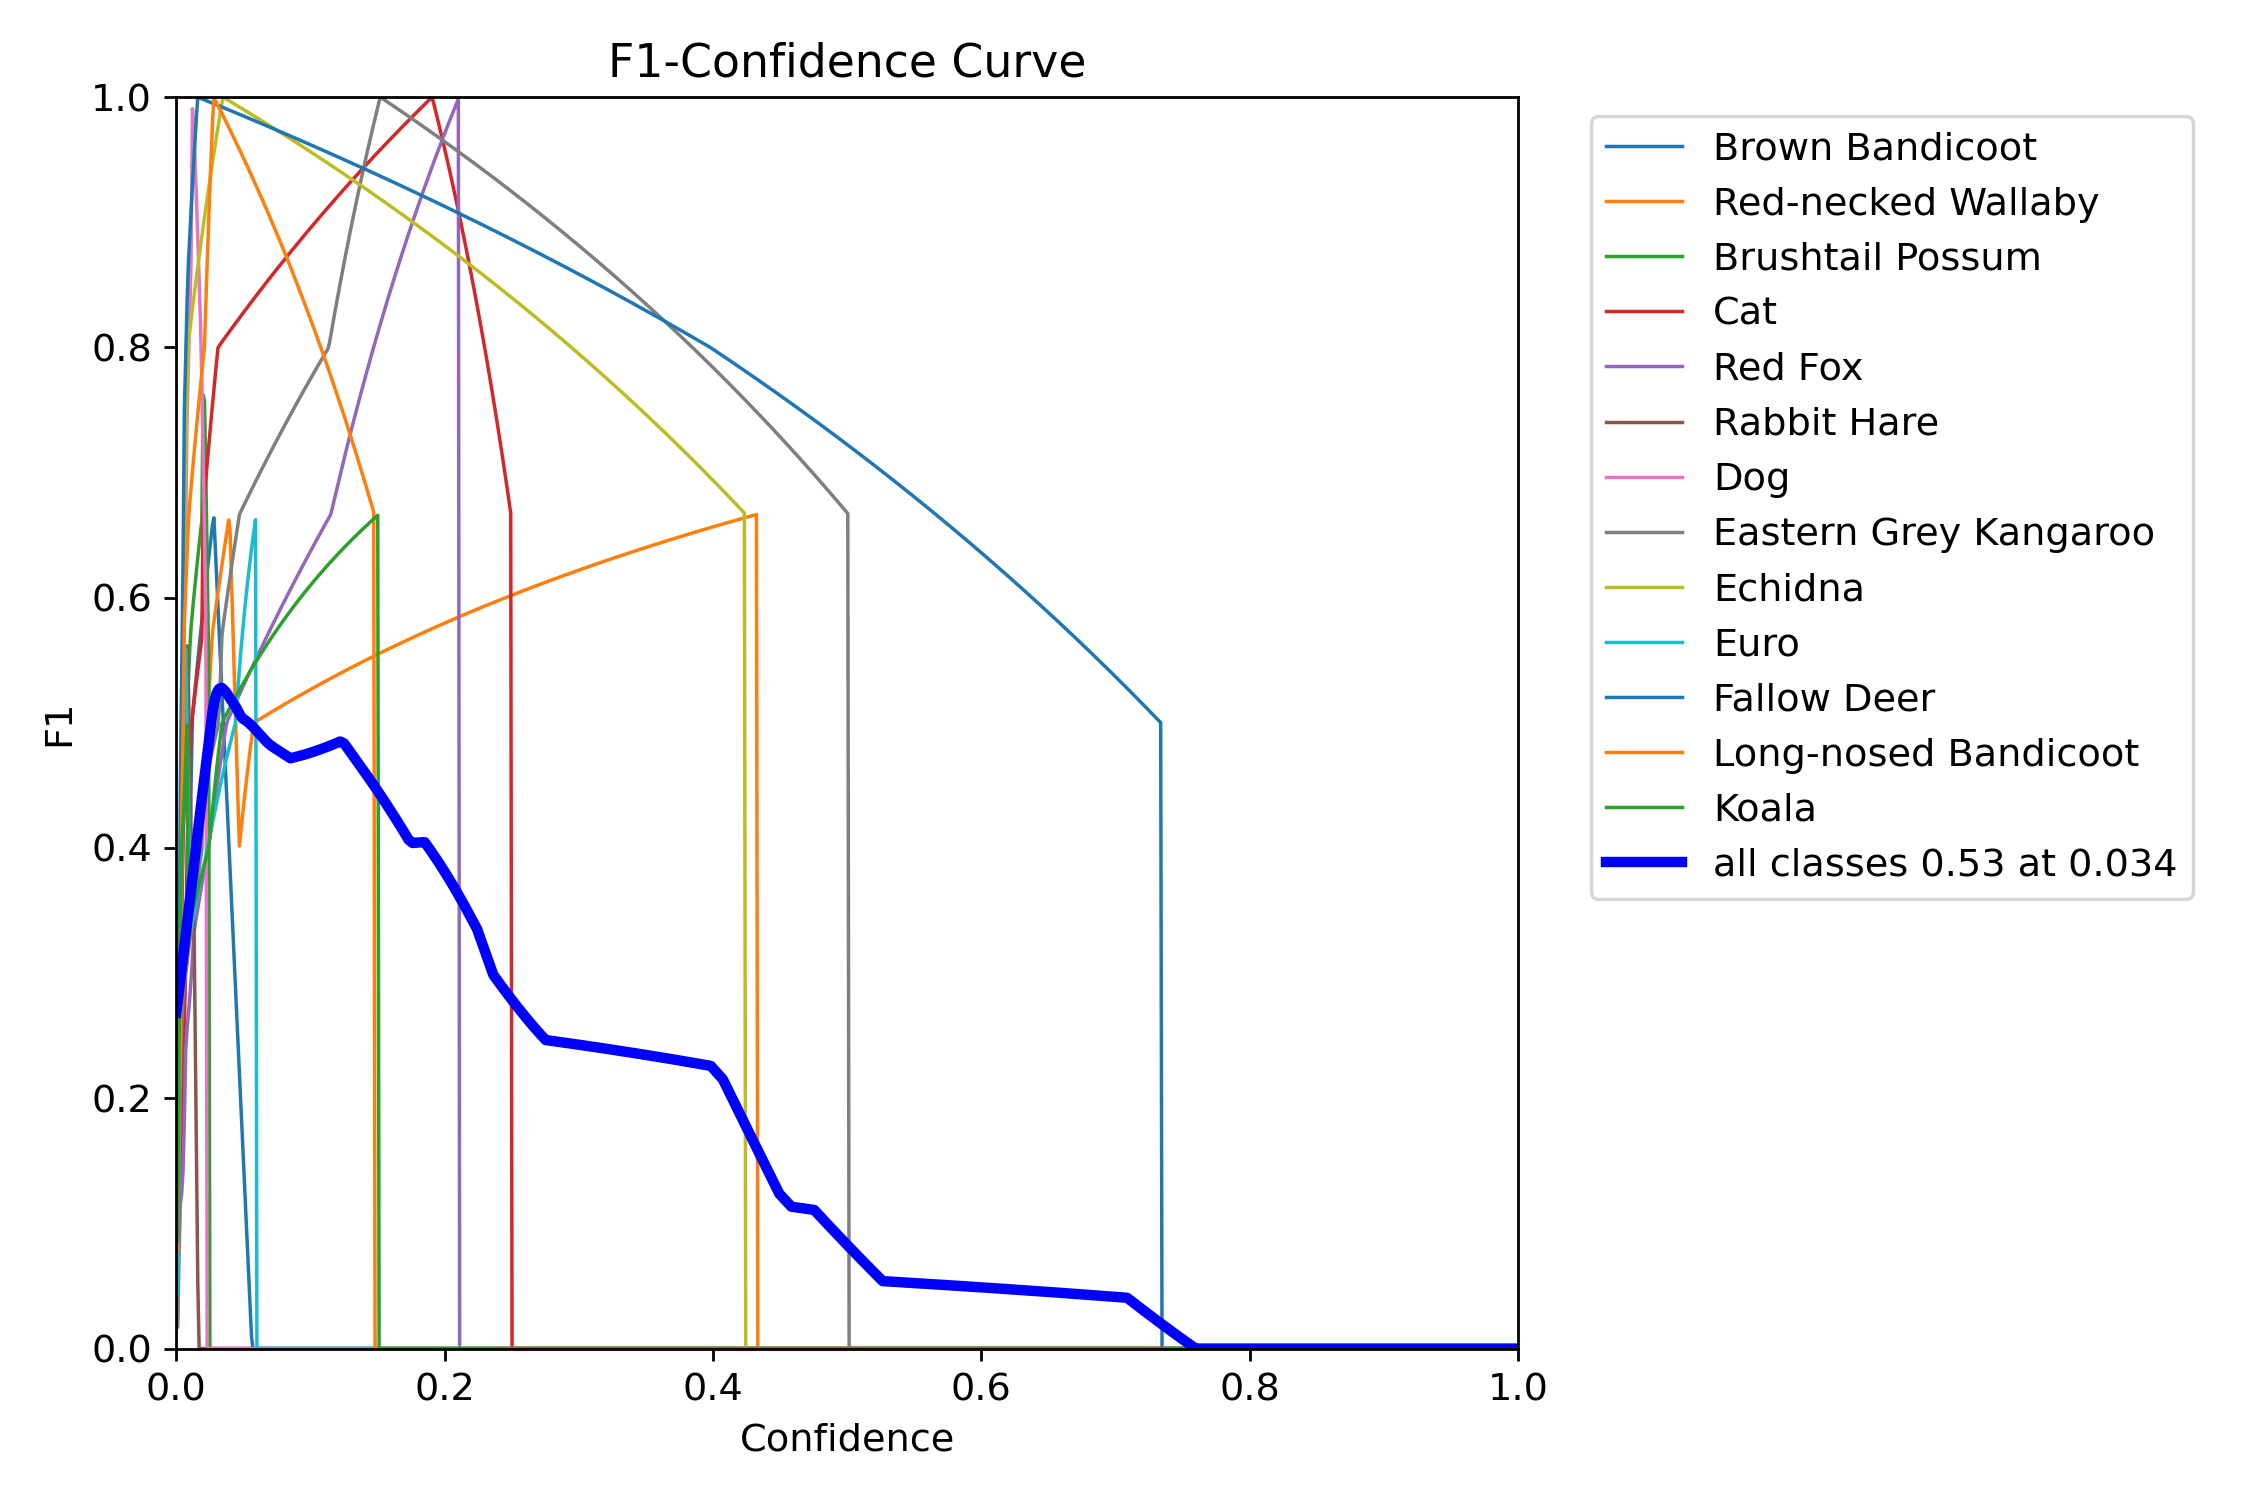 F1-Confidence Curve
1.0
0.8
0.6
0.4
0.2
0.0
F1
0.0 0.2 0.4 0.6 0.8 1.0
Confidence
Brown Bandicoot
Red-necked Wallaby
Brushtail Possum
Cat
Red Fox
Rabbit Hare
Dog
Eastern Grey Kangaroo
Echidna
Euro
Fallow Deer
Long-nosed Bandicoot
Koala
all classes 0.53 at 0.034